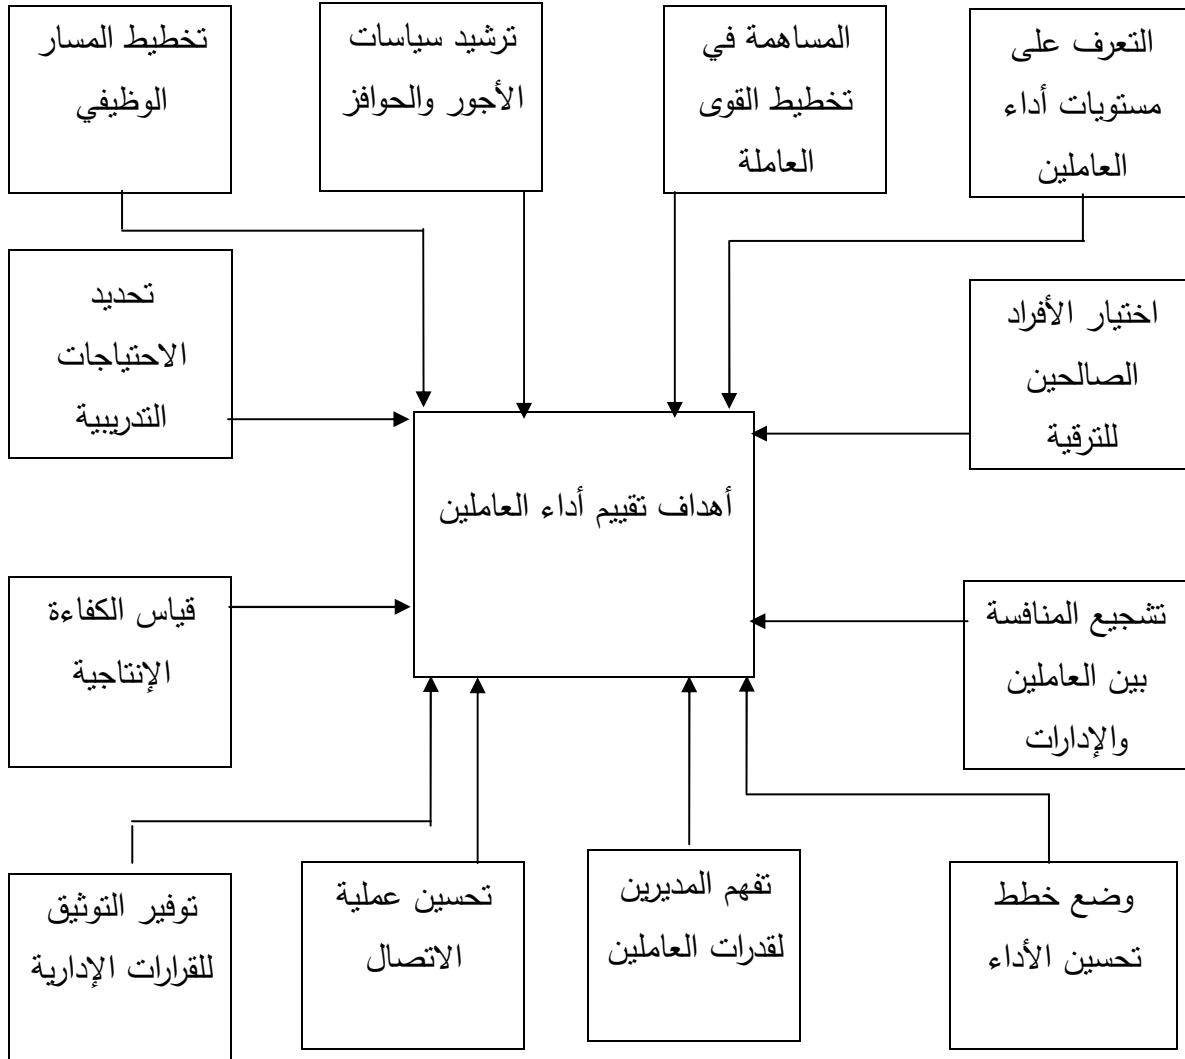 التعرف على
مستويات أداء
العاملين
المساهمة في
تخطيط القوى
العاملة
ترشيد سياسات
الأجور والحوافز
تخطيط المسار
الوظيفي
اختيار الأفراد
الصالحين
للترقية
تحديد
الاحتياجات
التدريبية
أهداف تقييم أداء العاملين
تشجيع المنافسة
بين العاملين
والإدارات
قياس الكفاءة
الإنتاجية
وضع خطط
تحسين الأداء
تفهم المديرين
لقدرات العاملين
تحسين عملية
الاتصال
توفير التوثيق
للقرارات الإدارية